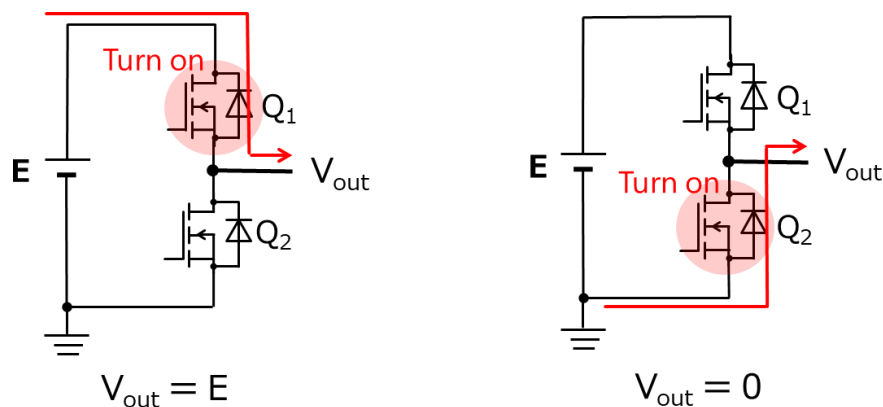 Turn on
Q1
E
Vout
Q2
Vout = E
Q1
E
Vout
Turn on
Q2
Vout = 0